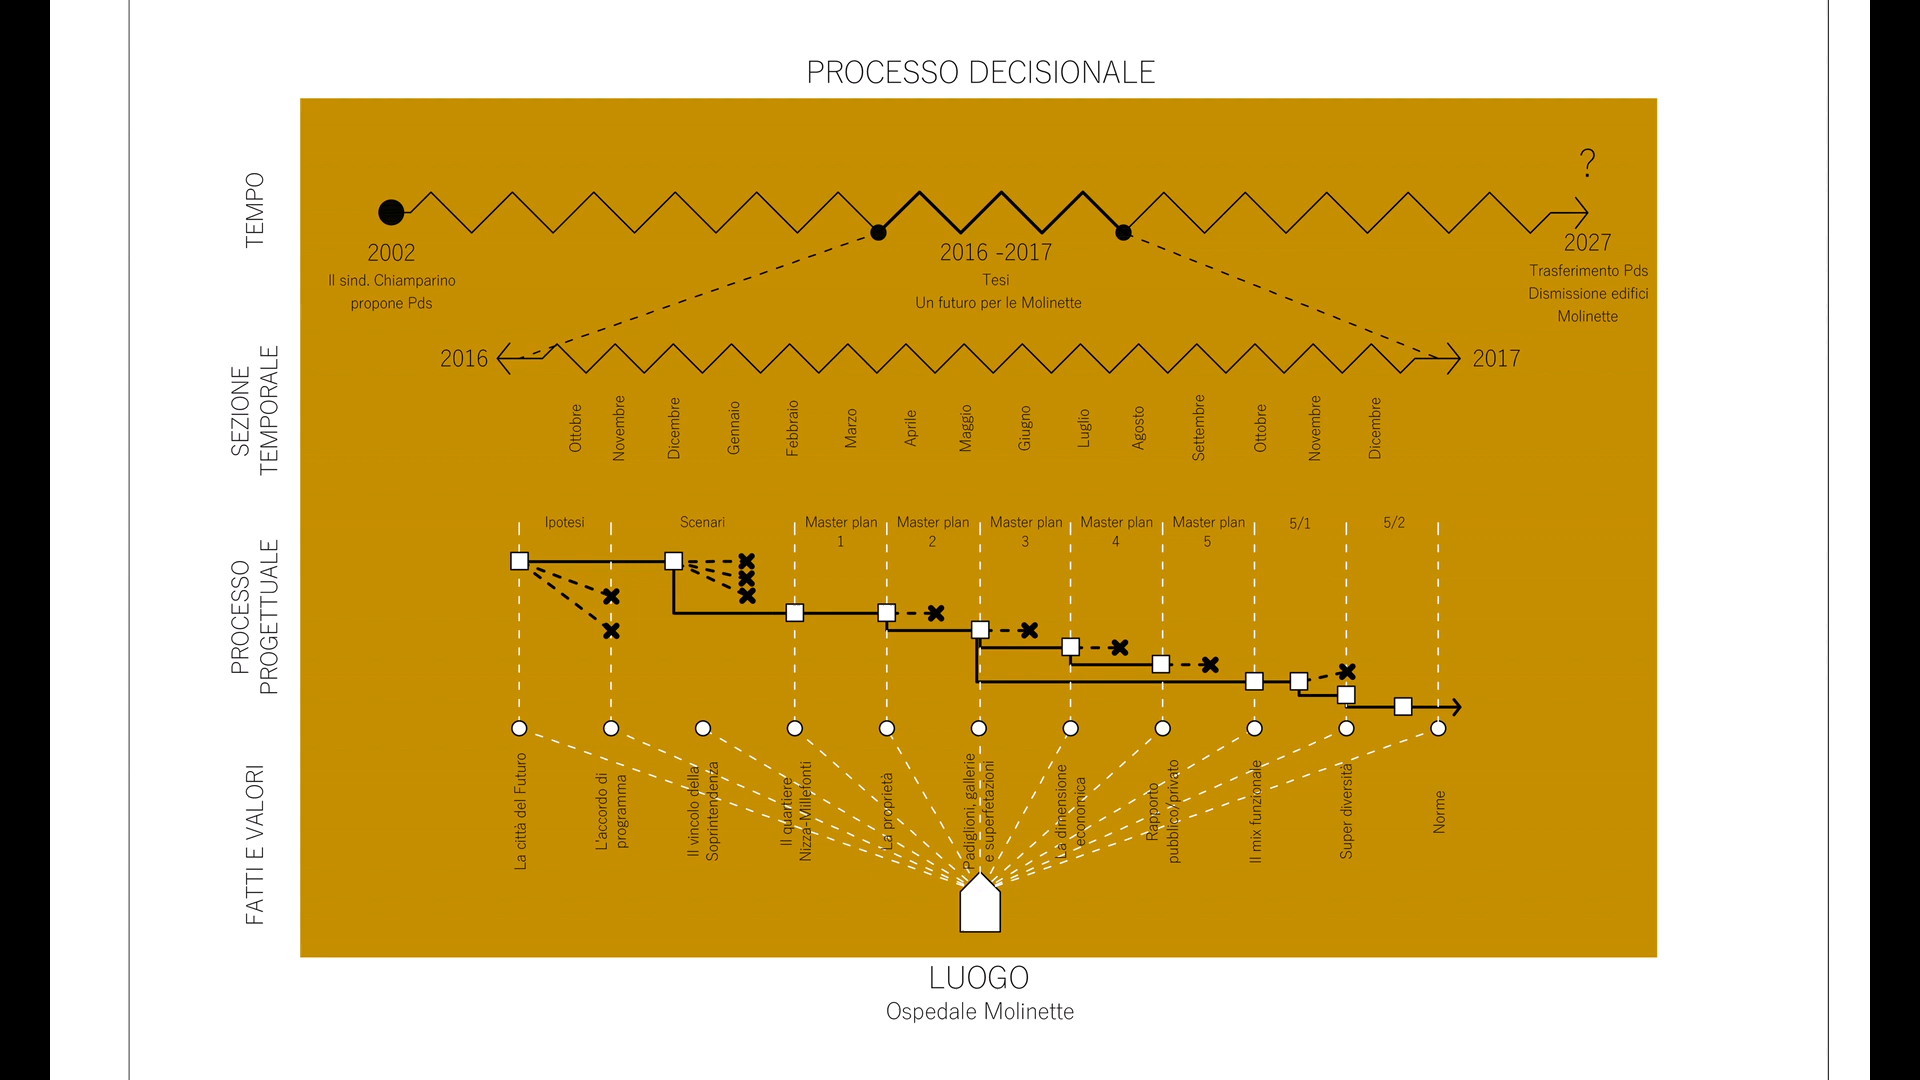 PROCESSO DECISIONALE
TEMPO
?
2002
Il sind. Chiamparino
propone Pds
2016 -2017
Tesi
Un futuro per le Molinette
2027
Trasferimento Pds
Dismissione edifici
Molinette
SEZIONE
TEMPORALE
2016
2017
Ottobre
Novembre
Dicembre
Gennaio
Febbraio
Marzo
Aprile
Maggio
Giugno
Luglio
Agosto
Settembre
Ottobre
Novembre
Dicembre
PROCESSO
PROGETTUALE
Ipotesi
Scenari
Master plan
1
Master plan
2
Master plan
3
Master plan
4
Master plan
5
5/1
5/2
FATTI E VALORI
La città del Futuro
L'accordo di
programma
Il vincolo della
Soprintendenza
Il quartiere
Nizza-Millefonti
La proprietà
Padiglioni, gallerie
e superfetazioni
La dimensione
economica
Rapporto
pubblico/privato
Il mix funzionale
Super diversità
Norme
LUOGO
Ospedale Molinette